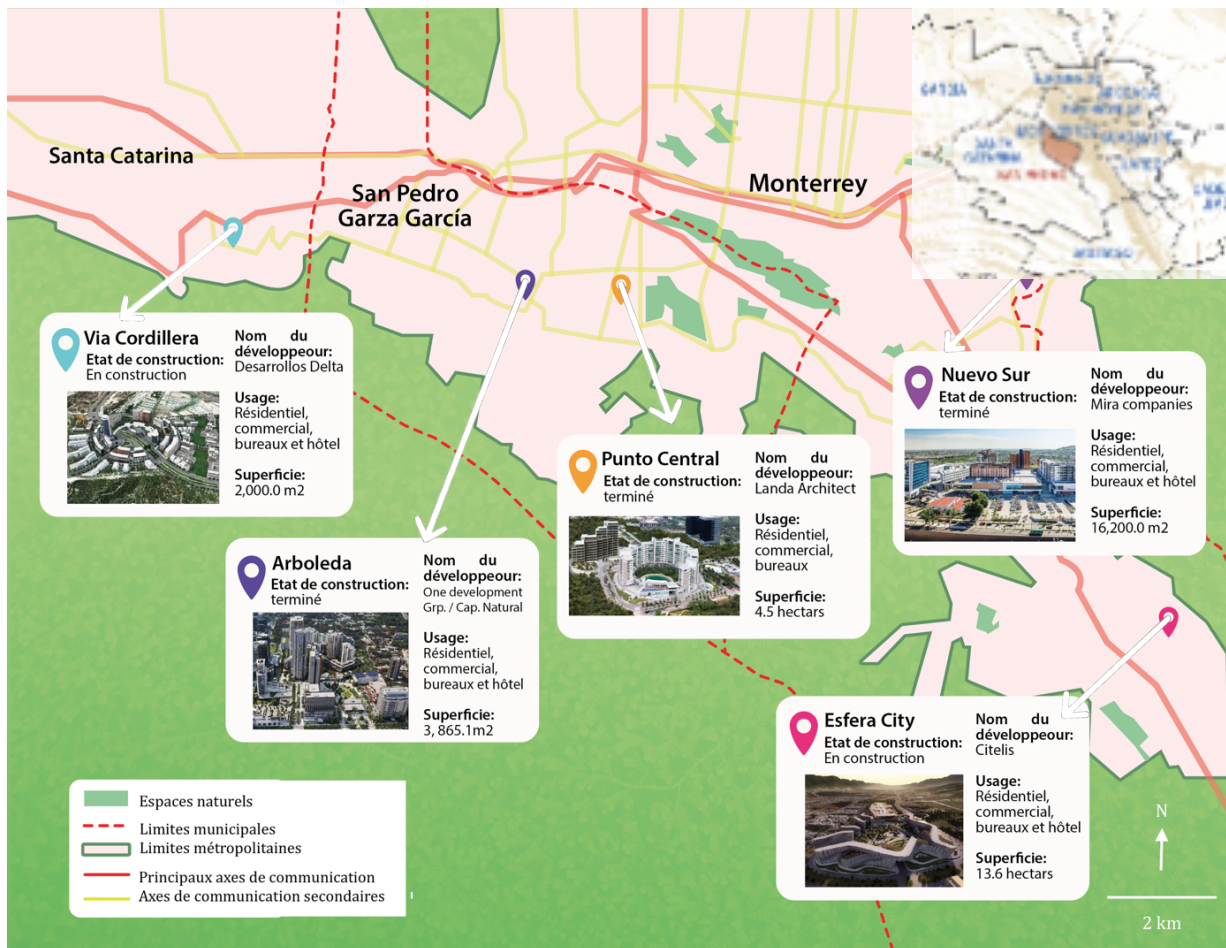 Santa Catarina
San Pedro
Garza García
Monterrey
Via Cordillera
Etat de construction:
En construction
Nom du
développeour:
Desarrollos Delta
Usage:
Résidentiel,
commercial,
bureaux et hôtel
Superficie:
2,000.0 m2
Arboleda
Etat de construction:
terminé
Nom du
développeour:
One development
Grp. / Cap. Natural
Usage:
Résidentiel,
commercial,
bureaux et hôtel
Superficie:
3, 865.1m2
Punto Central
Etat de construction:
terminé
Nom du
développeour:
Landa Architect
Usage:
Résidentiel,
commercial,
bureaux
Superficie:
4.5 hectars
Nuevo Sur
Etat de construction:
terminé
Nom du
développeour:
Mira companies
Usage:
Résidentiel,
commercial,
bureaux et hôtel
Superficie:
16,200.0 m2
Esfera City
Etat de construction:
En construction
Nom du
développeour:
Citelis
Usage:
Résidentiel,
commercial,
bureaux et hôtel
Superficie:
13.6 hectars
Espaces naturels
Limites municipales
Limites métropolitaines
Principaux axes de communication
Axes de communication secondaires
N
2 km